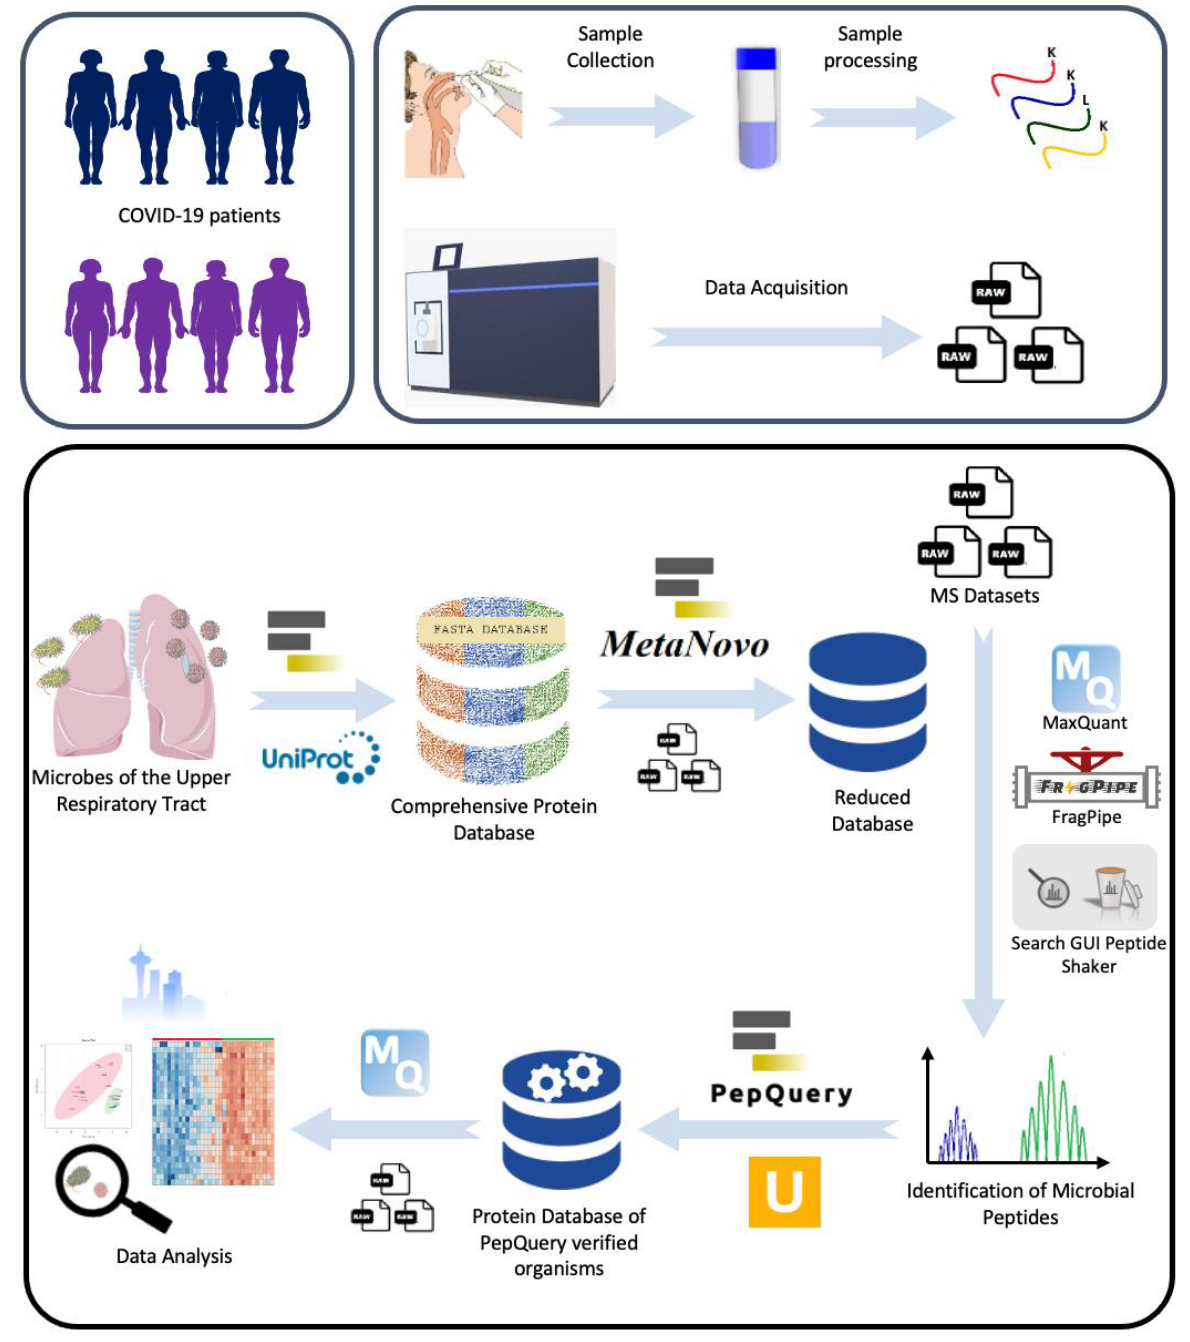 COVID-19 patients
Sample
Collection
Sample
processing
K
K
L
K
Data Acquisition
RAW
RAW
RAW
RAW
RAW
RAW
MS Datasets
FASTA DATABASE
MetaNovo
UniProt
RAW
RAW
RAW
Microbes of the Upper
Respiratory Tract
Comprehensive Protein
Database
Reduced
Database
MQ
MaxQuant
FRAGPIPE
FragPipe
Search GUI Peptide
Shaker
MQ
PepQuery
U
RAW
RAW
RAW
Identification of Microbial
Peptides
Protein Database of
PepQuery verified
organisms
Data Analysis